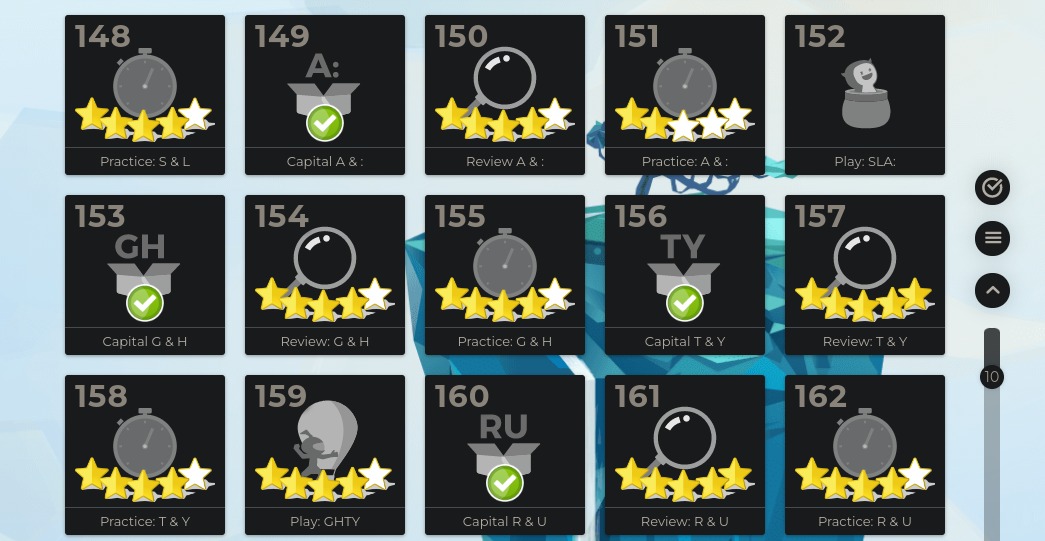 148
Practice: S & L
149
A:
Capital A & :
150
Review A & :
151
Practice: A & :
152
Play: SLA:
153
GH
Capital G & H
154
Review: G & H
155
Practice: G & H
156
TY
Capital T & Y
157
Review: T & Y
158
Practice: T & Y
159
Play: GHTY
160
RU
Capital R & U
161
Review: R & U
162
Practice: R & U
10